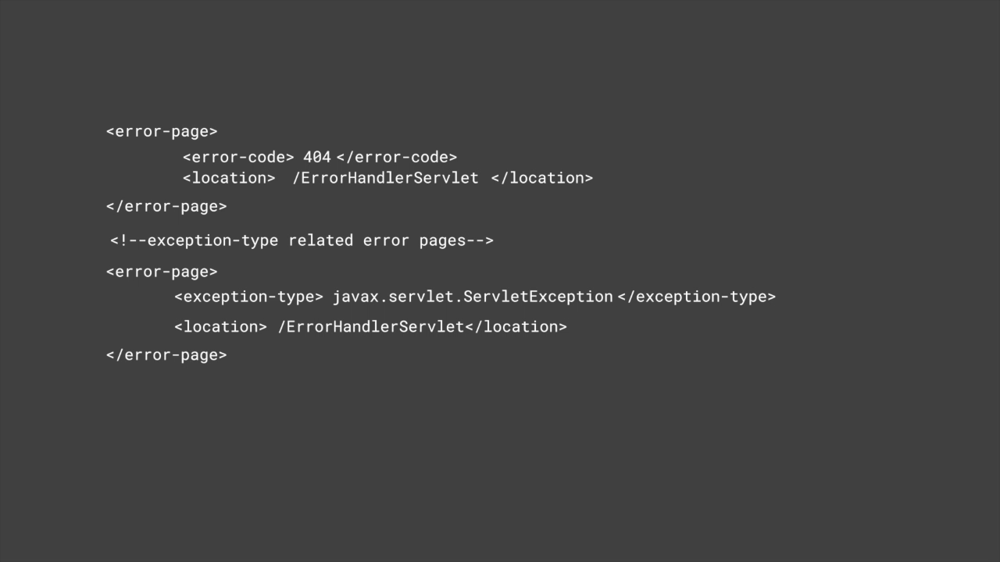 <error-page>
<error-code> 404 </error-code>
<location> /ErrorHandlerServlet </location>
</error-page>
<!--exception-type related error pages-->
<error-page>
<exception-type> javax.servlet.ServletException </exception-type>
<location> /ErrorHandlerServlet</location>
</error-page>